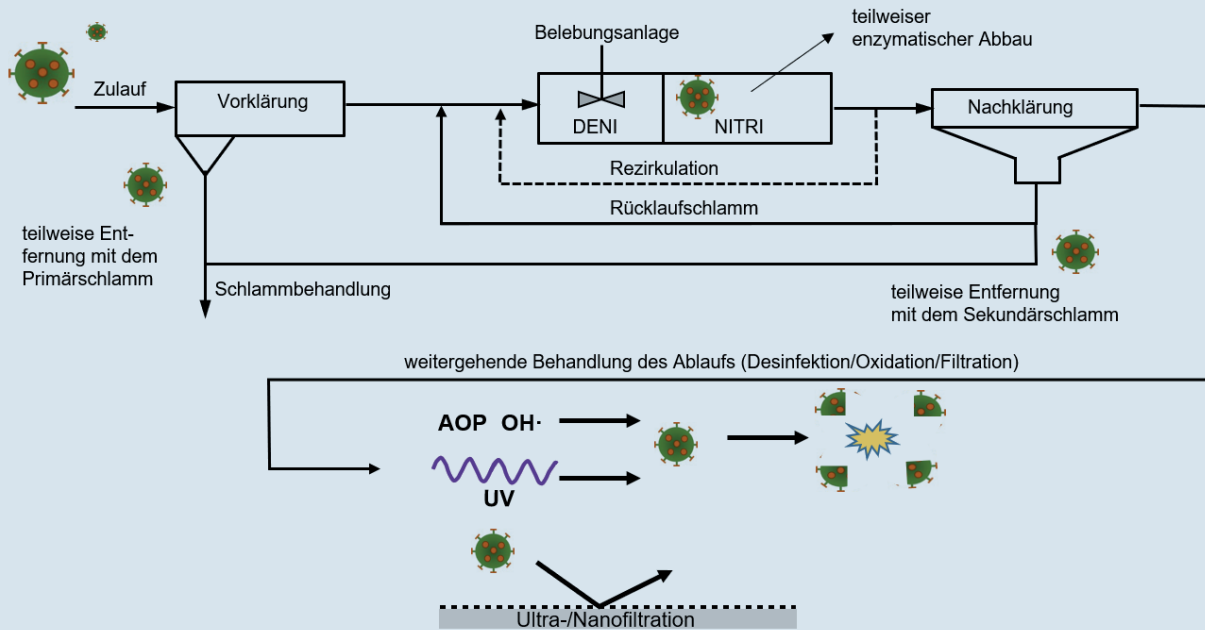 teilweiser
enzymatischer Abbau
Belebungsanlage
Zulauf
Vorklärung
DENI
NITRI
Nachklärung
Rezirkulation
Rücklaufschlamm
teilweise Ent-
fernung mit dem
Primärschlamm
Schlammbehandlung
teilweise Entfernung
mit dem Sekundärschlamm
weitergehende Behandlung des Ablaufs (Desinfektion/Oxidation/Filtration)
AOP OH·
UV
Ultra-/Nanofiltration